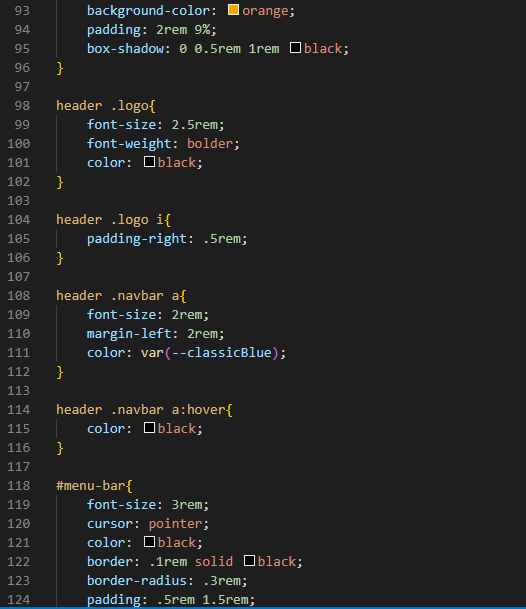 93 background-color: orange;
94 padding: 2rem 9%;
95 box-shadow: 0 0.5rem 1rem black;
96 }
97
98 header .logo{
99 font-size: 2.5rem;
100 font-weight: bolder;
101 color: black;
102 }
103
104 header .logo i{
105 padding-right: .5rem;
106 }
107
108 header .navbar a{
109 font-size: 2rem;
110 margin-left: 2rem;
111 color: var(--classicBlue);
112 }
113
114 header .navbar a:hover{
115 color: black;
116 }
117
118 #menu-bar{
119 font-size: 3rem;
120 cursor: pointer;
121 color: black;
122 border: .1rem solid black;
123 border-radius: .3rem;
124 padding: .5rem 1.5rem;